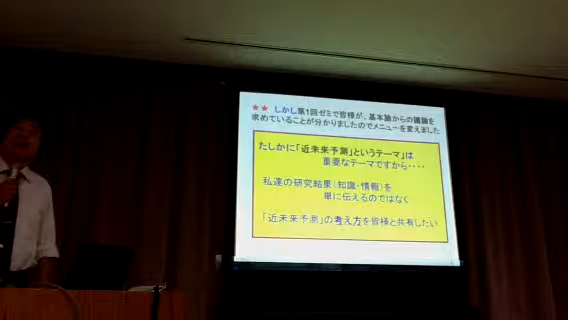 ★★ しかし第1回ゼミで皆様が、基本論からの議論を
求めていることが分かりましたのでメニューを変えました
たしかに「近未来予測」というテーマ」は
重要なテーマですから・・・・
私達の研究結果（知識・情報）を
単に伝えるのではなく
「近未来予測」の考え方を皆様と共有したい